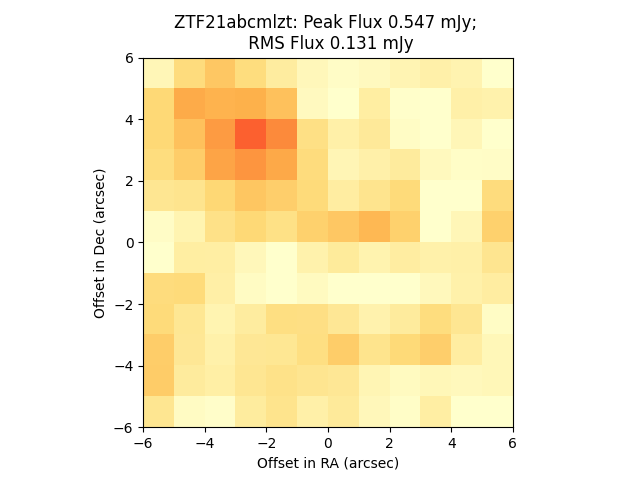 ZTF21abcmlzt: Peak Flux 0.547 mJy;
RMS Flux 0.131 mJy
6
4
2
0
−2
−4
−6
Offset in Dec (arcsec)
−6 −4 −2 0 2 4 6
Offset in RA (arcsec)